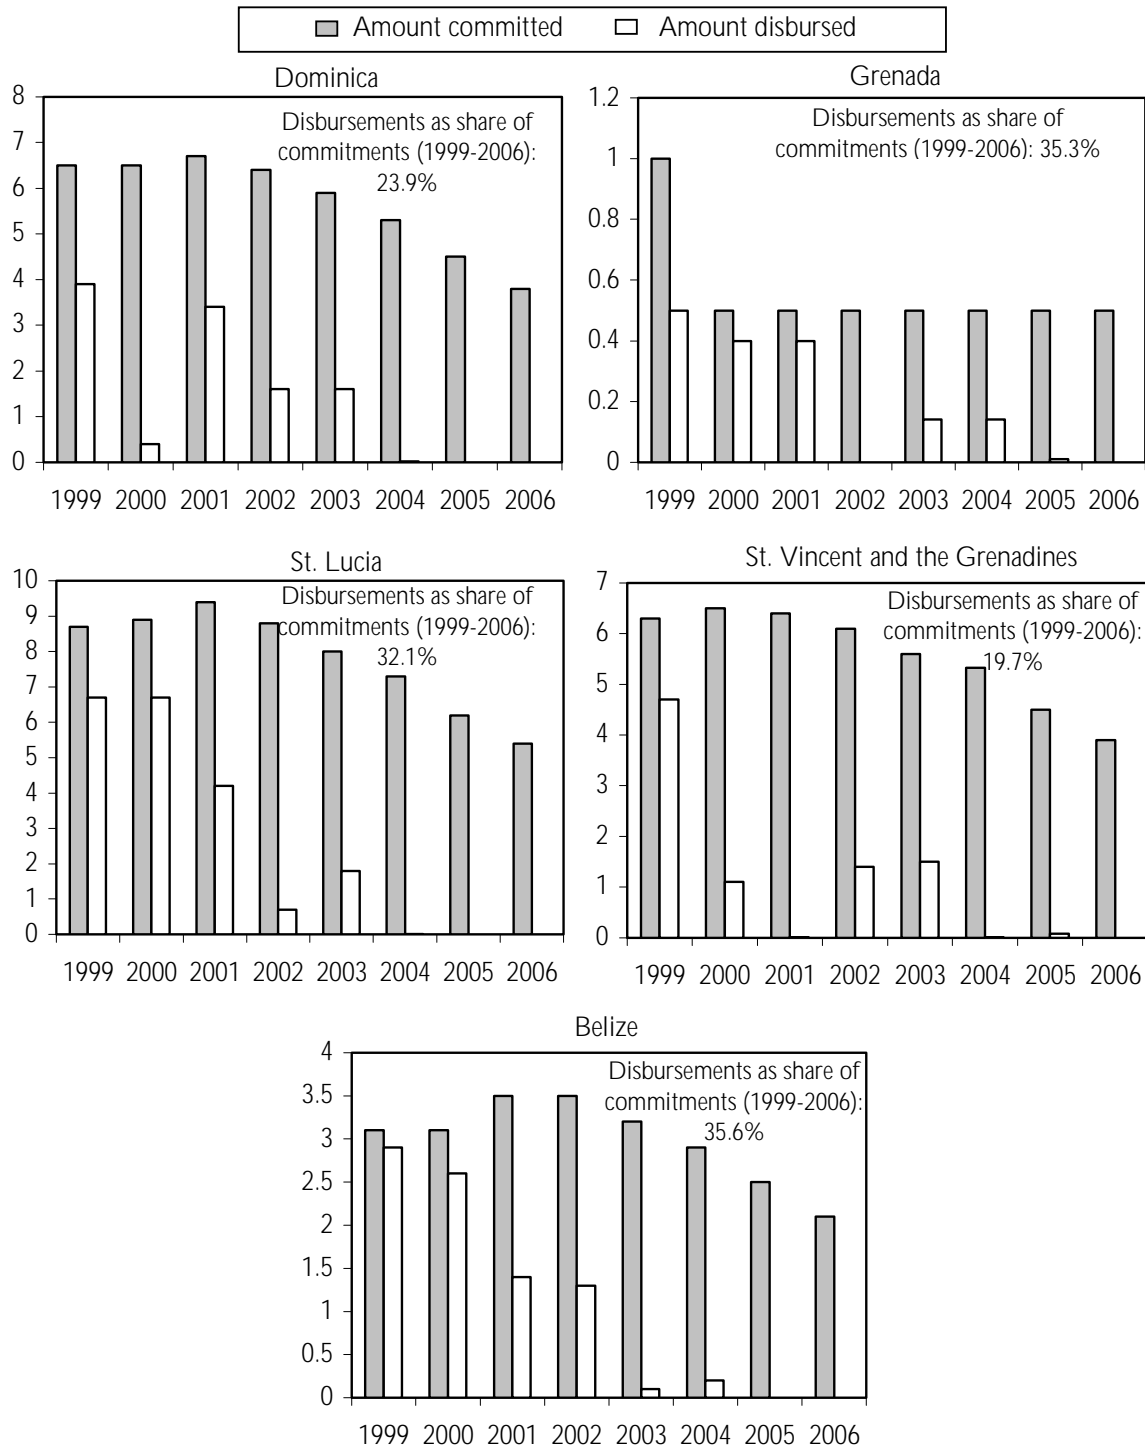 Amount committed Amount disbursed
Dominica
8
7
6
5
4
3
2
1
0
Disbursements as share of
commitments (1999-2006):
23.9%
1999 2000 2001 2002 2003 2004 2005 2006
Grenada
1.2
1
0.8
0.6
0.4
0.2
0
Disbursements as share of
commitments (1999-2006): 35.3%
1999 2000 2001 2002 2003 2004 2005 2006
St. Lucia
10
9
8
7
6
5
4
3
2
1
0
Disbursements as share of
commitments (1999-2006):
32.1%
1999 2000 2001 2002 2003 2004 2005 2006
St. Vincent and the Grenadines
7
6
5
4
3
2
1
0
Disbursements as share of
commitments (1999-2006):
19.7%
1999 2000 2001 2002 2003 2004 2005 2006
Belize
4
3.5
3
2.5
2
1.5
1
0.5
0
Disbursements as share of
commitments (1999-2006):
35.6%
1999 2000 2001 2002 2003 2004 2005 2006